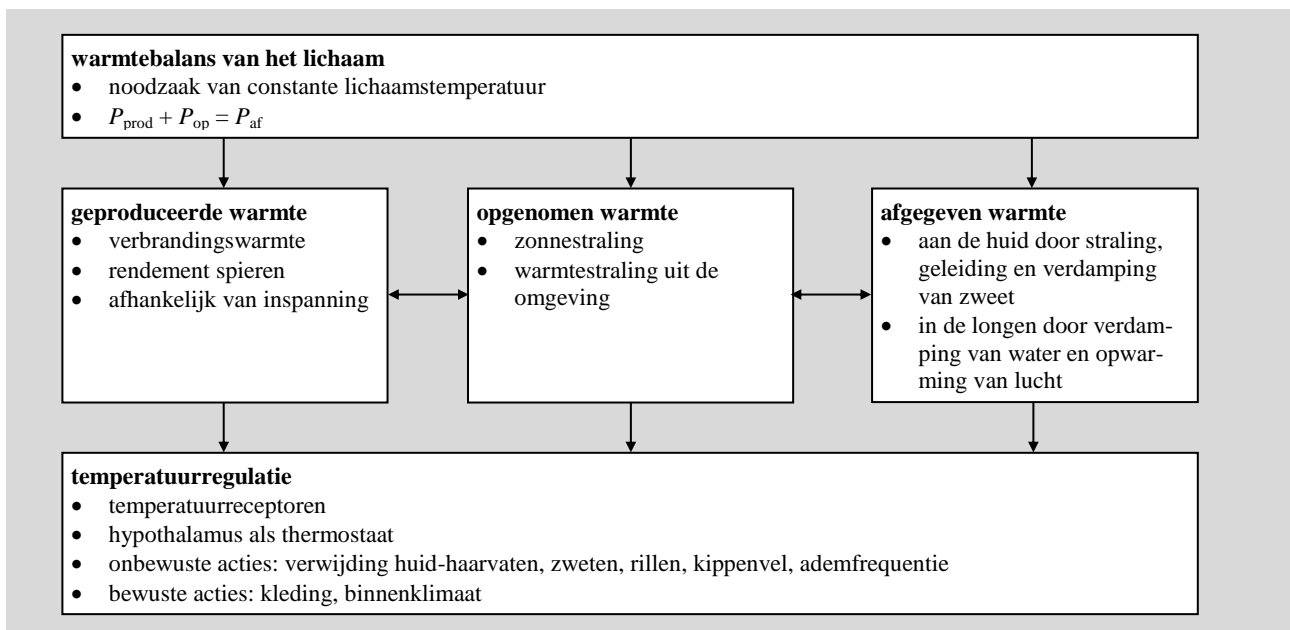 warmtebalans van het lichaam
• noodzaak van constante lichaamstemperatuur
• P_prod + P_op = P_af
geproduceerde warmte
• verbrandingswarmte
• rendement spieren
• afhankelijk van inspanning
opgenomen warmte
• zonnestraling
• warmtestraling uit de
omgeving
afgegeven warmte
• aan de huid door straling,
geleiding en verdamping
van zweet
• in de longen door verdam-
ping van water en opwar-
ming van lucht
temperatuurregulatie
• temperatuurreceptoren
• hypothalamus als thermostaat
• onbewuste acties: verwijding huid-haarvaten, zweten, rillen, kippenvel, ademfrequentie
• bewuste acties: kleding, binnenklimaat